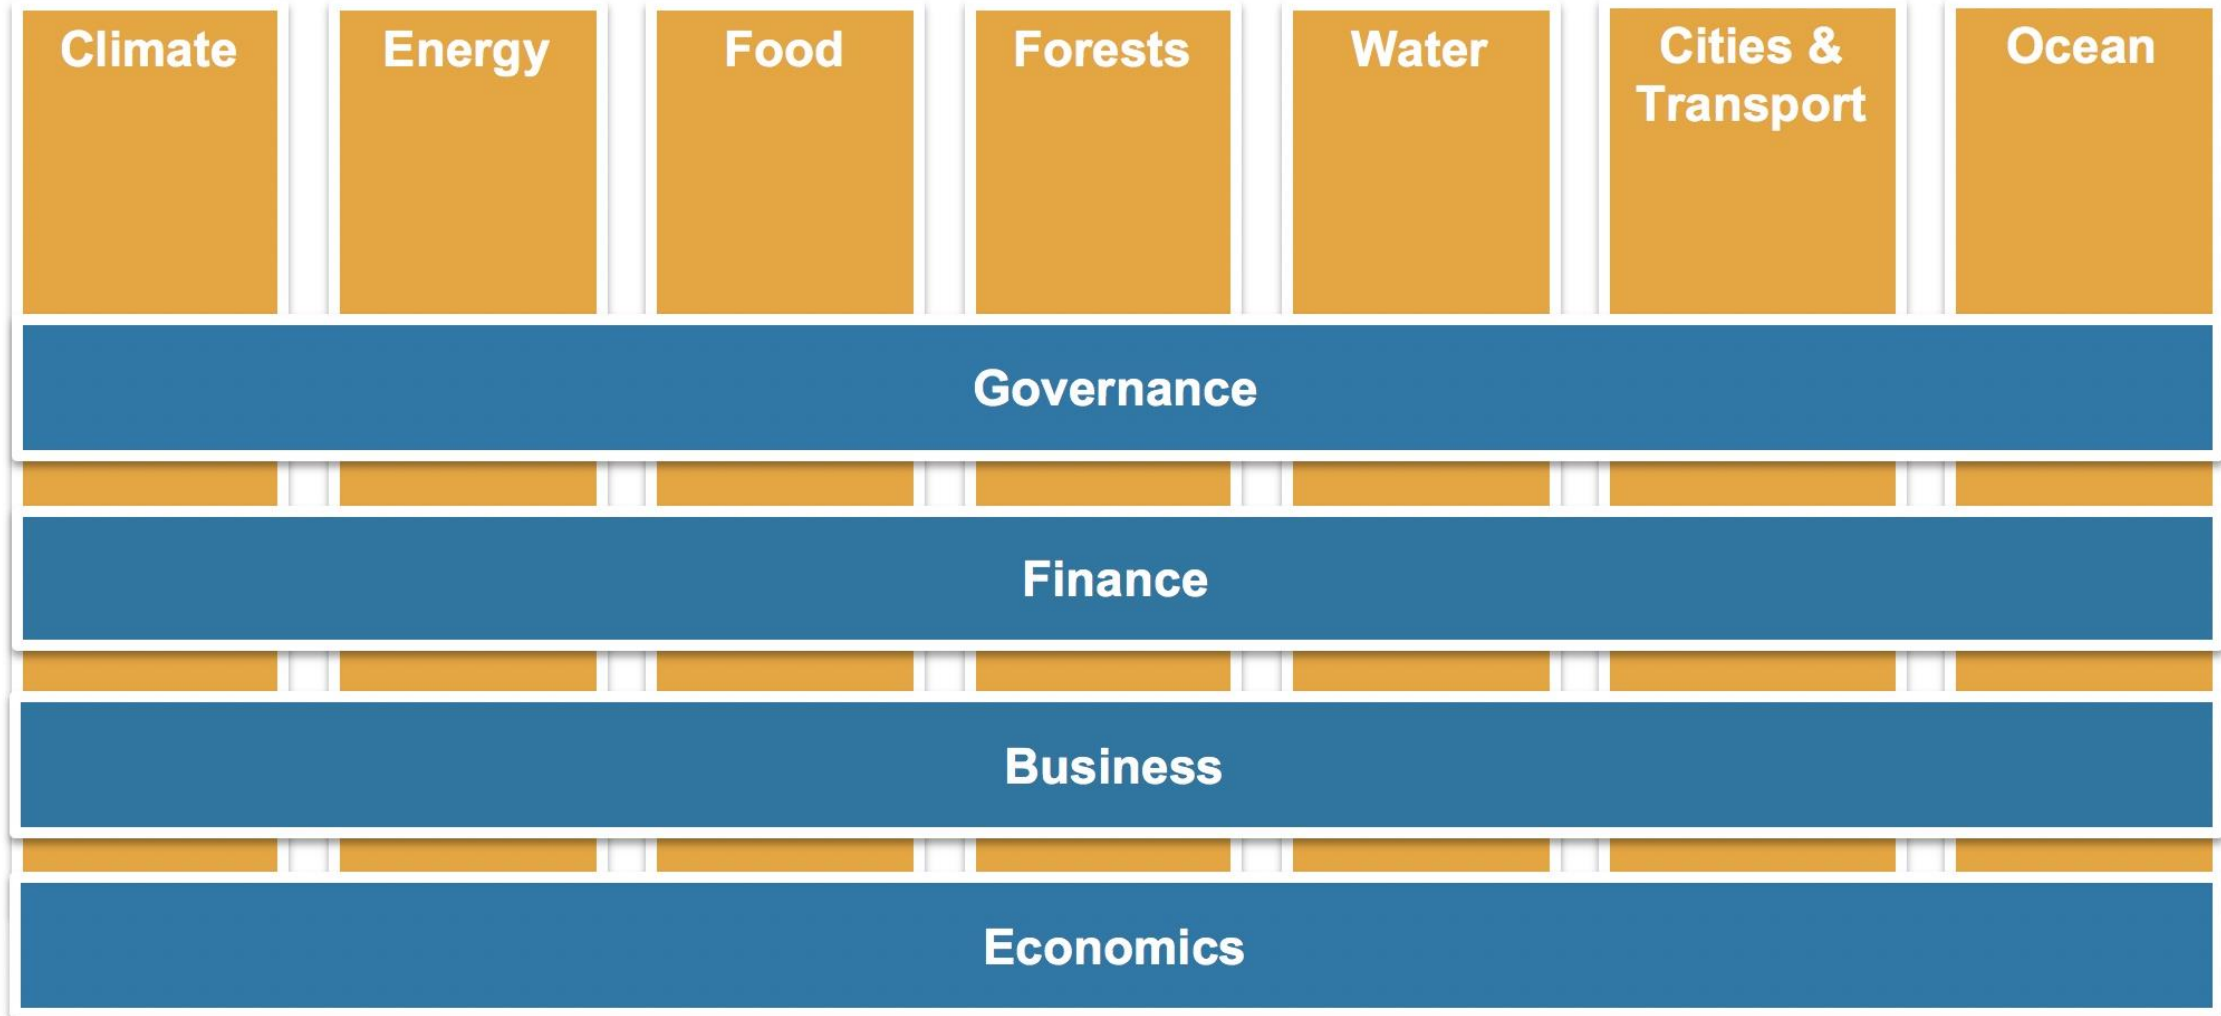 Climate
Energy
Food
Forests
Water
Cities &
Transport
Ocean
Governance
Finance
Business
Economics